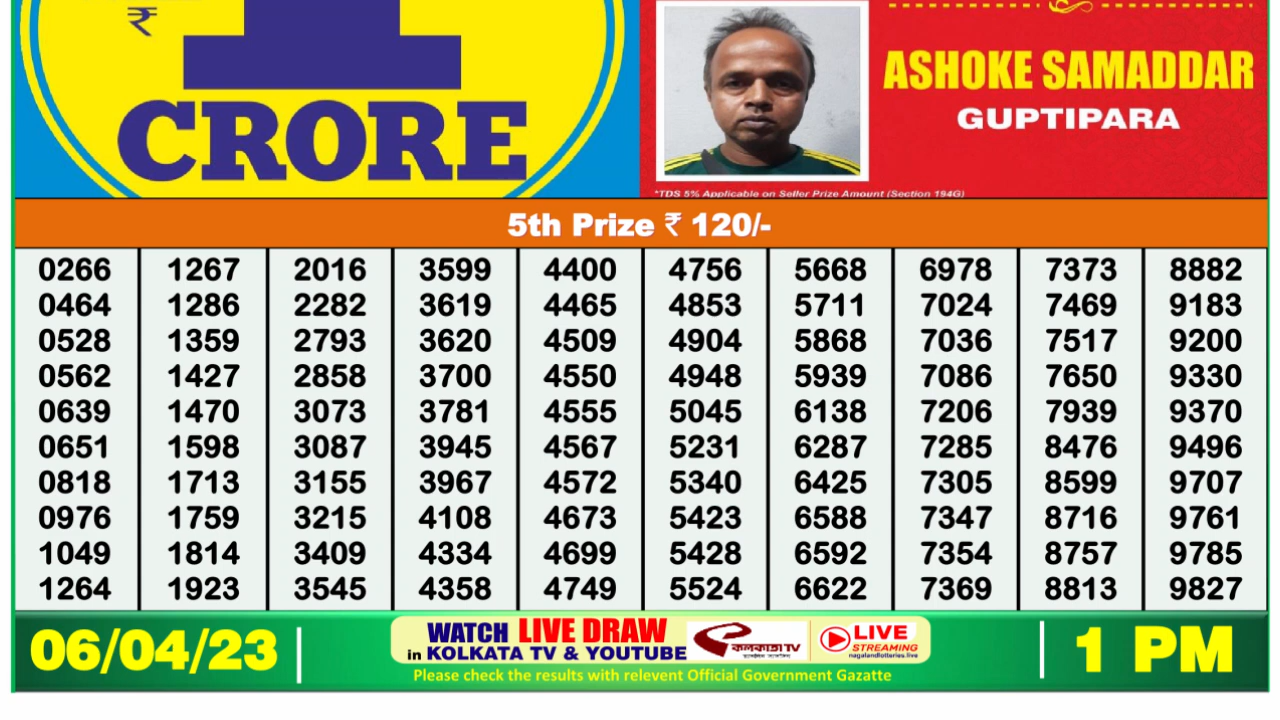 ₹ 1
CRORE
ASHOKE SAMADDAR
GUPTIPARA
*TDS 5% Applicable on Seller Prize Amount (Section 194G)
5th Prize ₹ 120/-
0266 1267 2016 3599 4400 4756 5668 6978 7373 8882
0464 1286 2282 3619 4465 4853 5711 7024 7469 9183
0528 1359 2793 3620 4509 4904 5868 7036 7517 9200
0562 1427 2858 3700 4550 4948 5939 7086 7650 9330
0639 1470 3073 3781 4555 5045 6138 7206 7939 9370
0651 1598 3087 3945 4567 5231 6287 7285 8476 9496
0818 1713 3155 3967 4572 5340 6425 7305 8599 9707
0976 1759 3215 4108 4673 5423 6588 7347 8716 9761
1049 1814 3409 4334 4699 5428 6592 7354 8757 9785
1264 1923 3545 4358 4749 5524 6622 7369 8813 9827
06/04/23
WATCH LIVE DRAW
in KOLKATA TV & YOUTUBE
কলকাতা TV
LIVE
STREAMING
nagalandlotteries.live
Please check the results with relevent Official Government Gazatte
1 PM